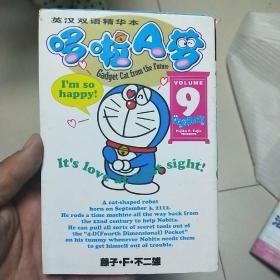 英汉双语精华本
哆啦A梦
Gadget Cat from the Future
I'm so
happy!
VOLUME
9
Fujiko F. Fujio
It's love
sight!
A cat-shaped robot
born on September 3, 2112.
He rode a time machine all the way back from
the 22nd century to help Nobita.
He can pull all sorts of secret tools out of
the "4-D(Fourth Dimensional) Pocket"
on his tummy whenever Nobita needs them
to get himself out of trouble.
藤子·F·不二雄